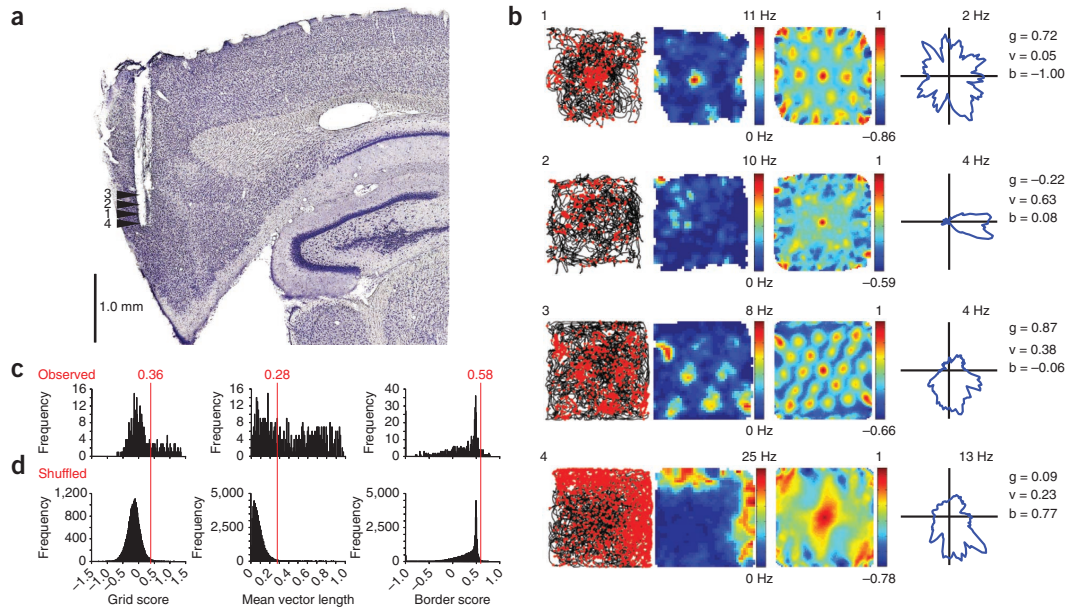 a
3
2
1
4
1.0 mm
b
1
11 Hz
0 Hz
1
−0.86
2 Hz
g = 0.72
v = 0.05
b = −1.00
2
10 Hz
0 Hz
1
−0.59
4 Hz
g = −0.22
v = 0.63
b = 0.08
3
8 Hz
0 Hz
1
−0.66
4 Hz
g = 0.87
v = 0.38
b = −0.06
4
25 Hz
0 Hz
1
−0.78
13 Hz
g = 0.09
v = 0.23
b = 0.77
c
Observed
0.36
0.28
0.58
Frequency
16
12
8
4
0
Frequency
16
12
8
4
0
Frequency
40
30
20
10
0
d
Shuffled
Frequency
1,200
800
400
0
−1.5
−1.0
−0.5
0
0.5
1.0
1.5
Grid score
Frequency
5,000
2,500
0
0
0.2
0.4
0.6
0.8
1.0
Mean vector length
Frequency
5,000
2,500
0
−1.0
−0.5
0
0.5
1.0
Border score